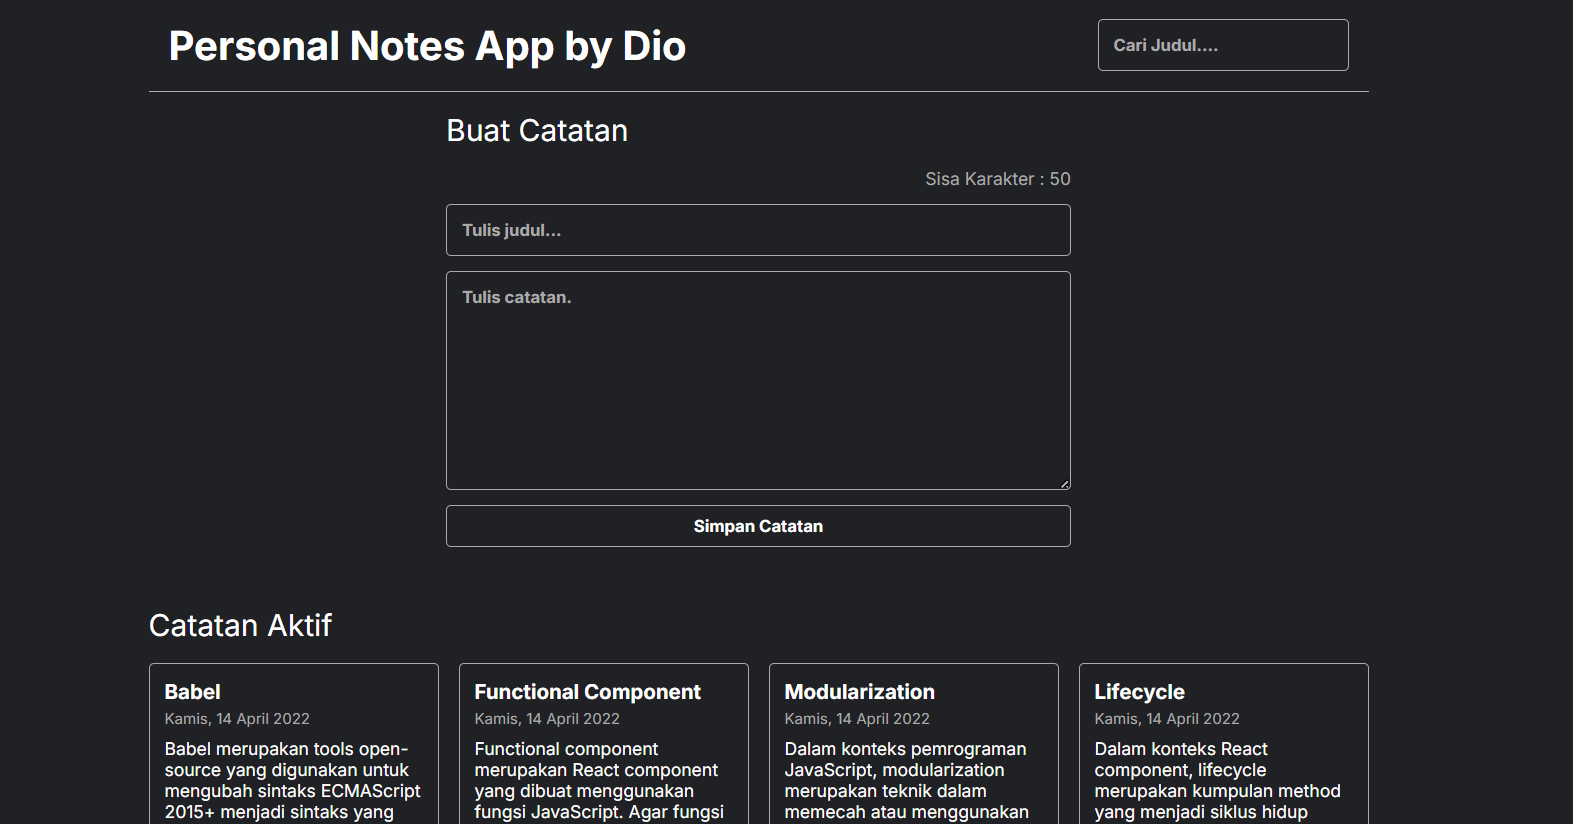 Personal Notes App by Dio
Cari Judul....
Buat Catatan
Sisa Karakter : 50
Tulis judul...
Tulis catatan.
Simpan Catatan
Catatan Aktif
Babel
Kamis, 14 April 2022
Babel merupakan tools open-
source yang digunakan untuk
mengubah sintaks ECMAScript
2015+ menjadi sintaks yang
Functional Component
Kamis, 14 April 2022
Functional component
merupakan React component
yang dibuat menggunakan
fungsi JavaScript. Agar fungsi
Modularization
Kamis, 14 April 2022
Dalam konteks pemrograman
JavaScript, modularization
merupakan teknik dalam
memecah atau menggunakan
Lifecycle
Kamis, 14 April 2022
Dalam konteks React
component, lifecycle
merupakan kumpulan method
yang menjadi siklus hidup